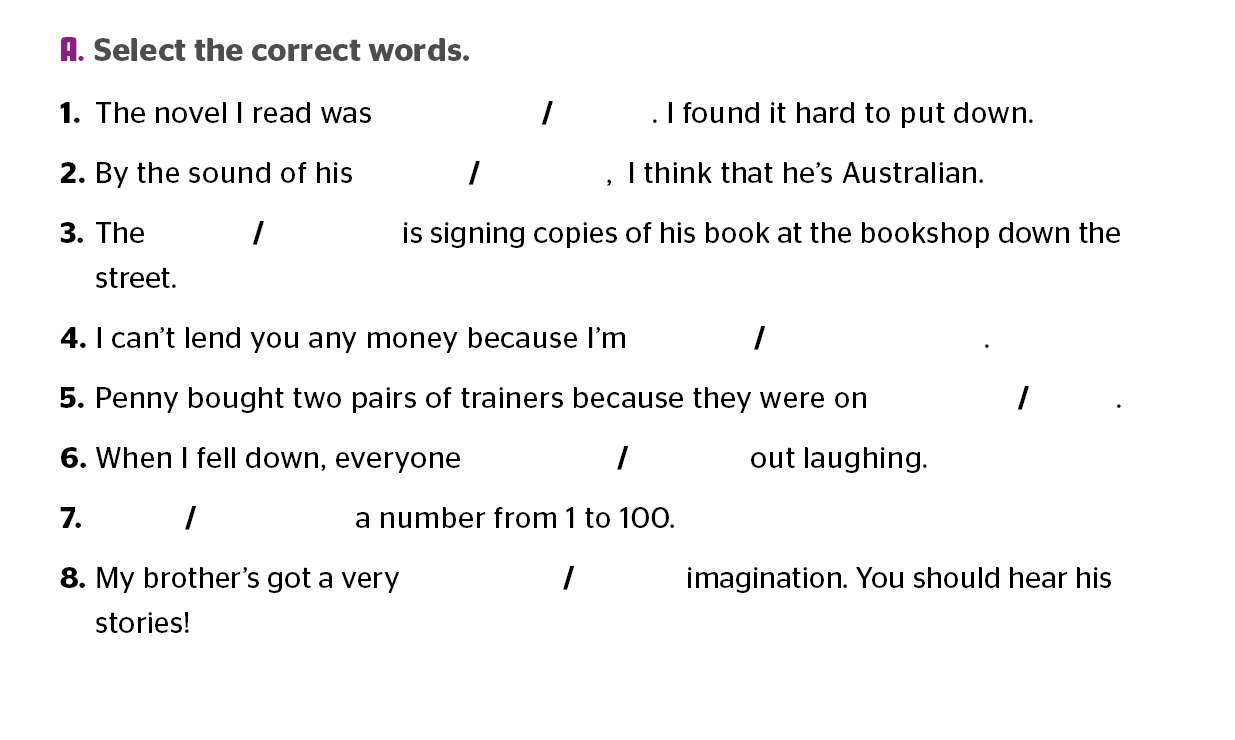 A. Select the correct words.
1. The novel I read was / . I found it hard to put down.
2. By the sound of his / , I think that he’s Australian.
3. The / is signing copies of his book at the bookshop down the
street.
4. I can’t lend you any money because I’m / .
5. Penny bought two pairs of trainers because they were on / .
6. When I fell down, everyone / out laughing.
7. / a number from 1 to 100.
8. My brother’s got a very / imagination. You should hear his
stories!